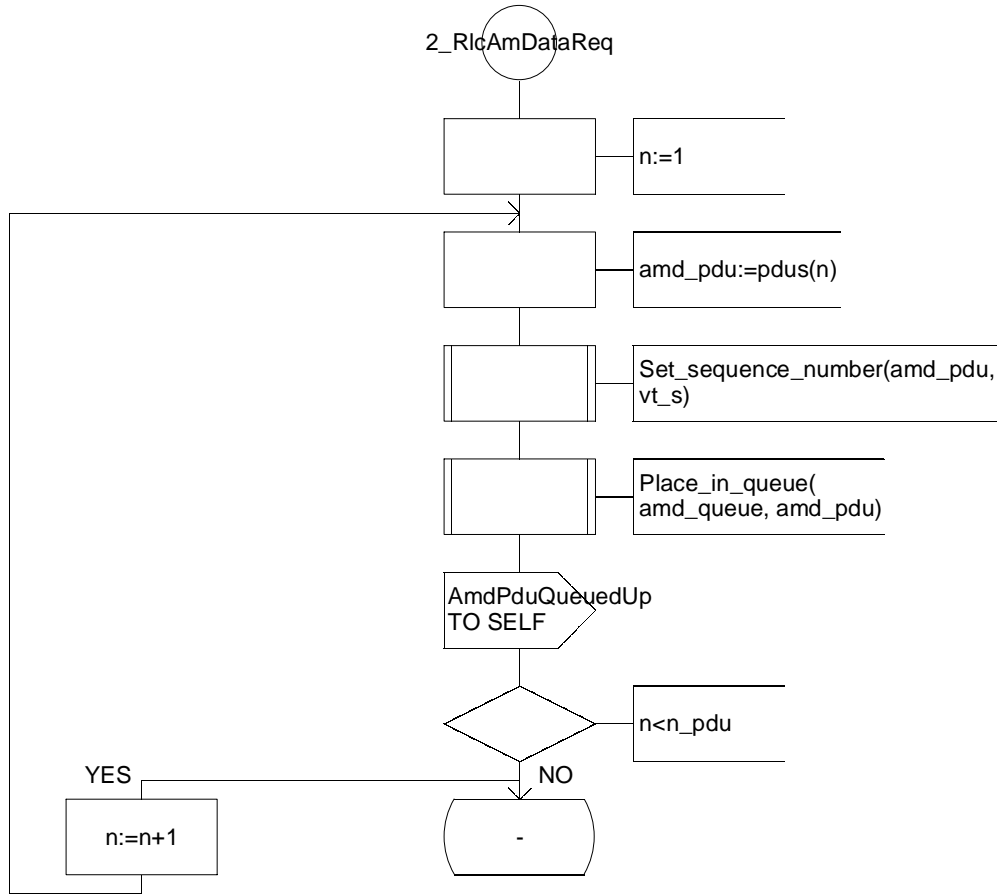 2_RlcAmDataReq
n:=1
amd_pdu:=pdus(n)
Set_sequence_number(amd_pdu,
vt_s)
Place_in_queue(
amd_queue, amd_pdu)
AmdPduQueuedUp
TO SELF
n<n_pdu
YES
NO
n:=n+1
-